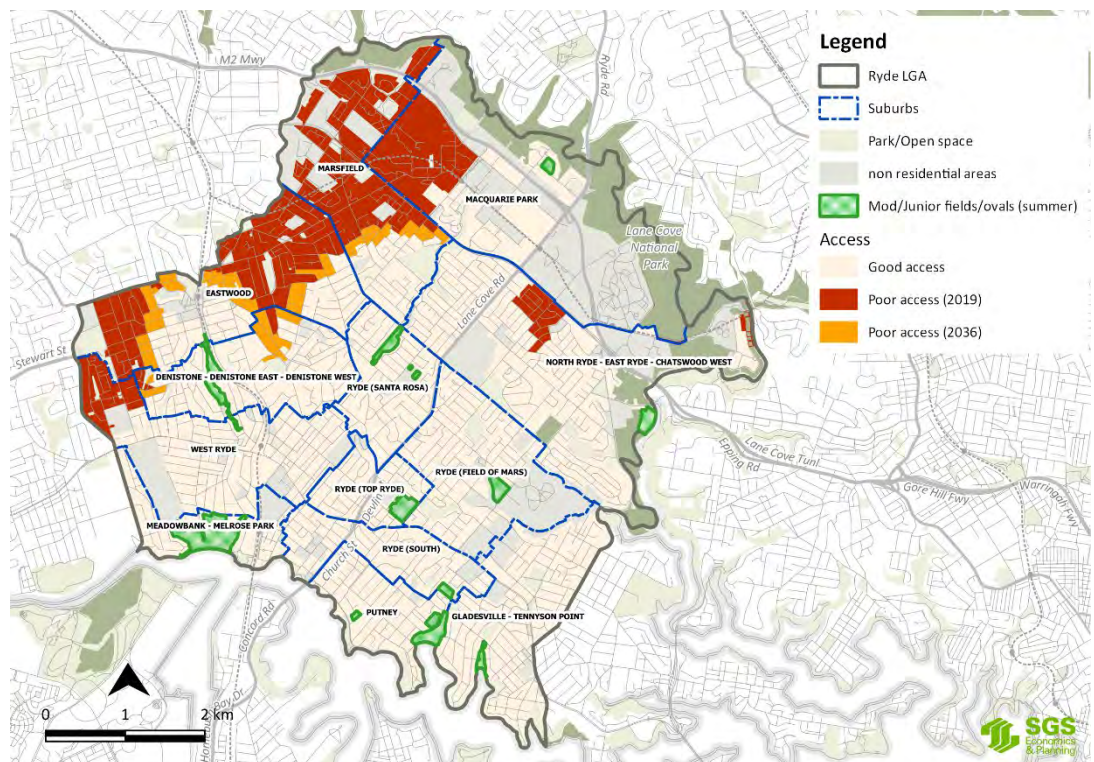 Legend
Ryde LGA
Suburbs
Park/Open space
non residential areas
Mod/Junior fields/ovals (summer)
Access
Good access
Poor access (2019)
Poor access (2036)
M2 Mwy
Ryde Rd
MARSFIELD
MACQUARIE PARK
Lane Cove
National
Park
EASTWOOD
Lane Cove Rd
Stewart St
NORTH RYDE - EAST RYDE - CHATSWOOD WEST
DENISTONE - DENISTONE EAST - DENISTONE WEST
RYDE (SANTA ROSA)
WEST RYDE
Lane Cove Tunl
Epping Rd
Gore Hill Fwy
Warringah Fwy
RYDE (FIELD OF MARS)
RYDE (TOP RYDE)
Devlin
MEADOWBANK - MELROSE PARK
RYDE (SOUTH)
Church St
PUTNEY
GLADESVILLE - TENNYSON POINT
Concord Rd
Bay Dr
0 1 2 km
SGS
Economics
& Planning